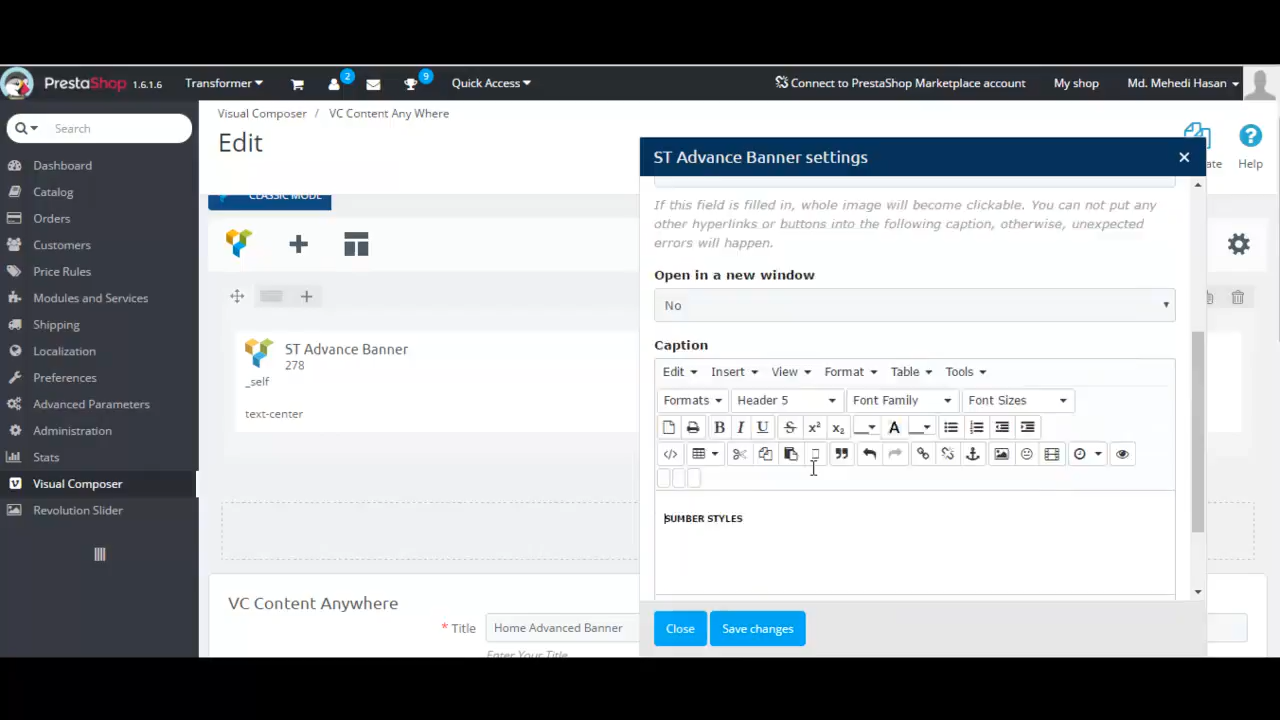 PrestaShop 1.6.1.6 Transformer 2 9 Quick Access Connect to PrestaShop Marketplace account My shop Md. Mehedi Hasan
Search
Dashboard
Catalog
Orders
Customers
Price Rules
Modules and Services
Shipping
Localization
Preferences
Advanced Parameters
Administration
Stats
Visual Composer
Revolution Slider
Visual Composer / VC Content Any Where
Edit
Help
CLASSIC MODE
ST Advance Banner
278
_self
text-center
VC Content Anywhere
* Title Home Advanced Banner
Enter Your Title
ST Advance Banner settings
If this field is filled in, whole image will become clickable. You can not put any
other hyperlinks or buttons into the following caption, otherwise, unexpected
errors will happen.
Open in a new window
No
Caption
Edit Insert View Format Table Tools
Formats Header 5 Font Family Font Sizes
SUMBER STYLES
Close Save changes